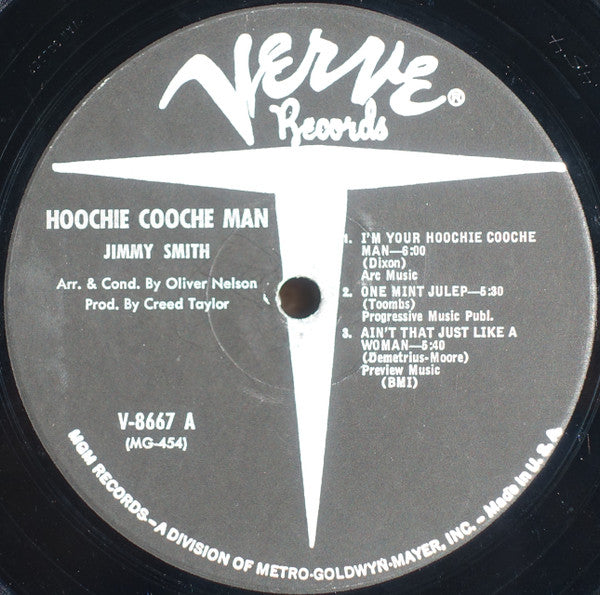 Verve ®
Records
HOOCHIE COOCHE MAN
JIMMY SMITH
Arr. & Cond. By Oliver Nelson
Prod. By Creed Taylor
1. I'M YOUR HOOCHIE COOCHE
MAN—6:00
(Dixon)
Arc Music
2. ONE MINT JULEP—5:30
(Toombs)
Progressive Music Publ.
3. AIN'T THAT JUST LIKE A
WOMAN—5:40
(Demetrius-Moore)
Preview Music
(BMI)
V-8667 A
(MG-454)
MGM RECORDS—A DIVISION OF METRO-GOLDWYN-MAYER, INC. - Made in U.S.A.